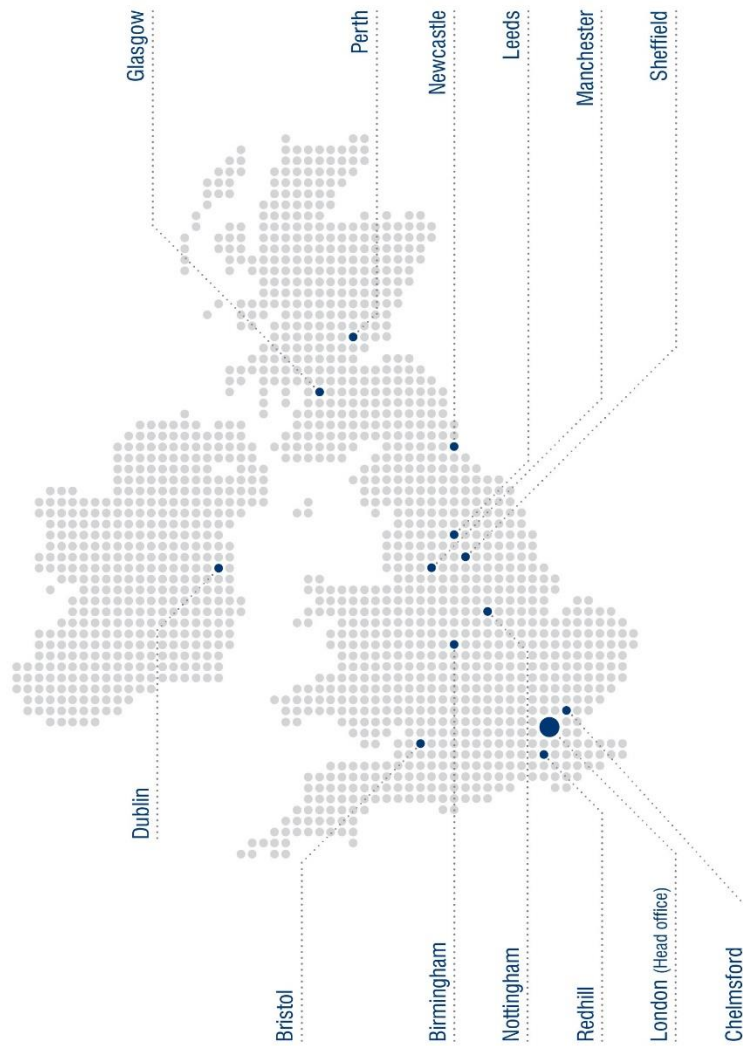 Glasgow
Perth
Newcastle
Leeds
Manchester
Sheffield
Dublin
Bristol
Birmingham
Nottingham
Redhill
London (Head office)
Chelmsford